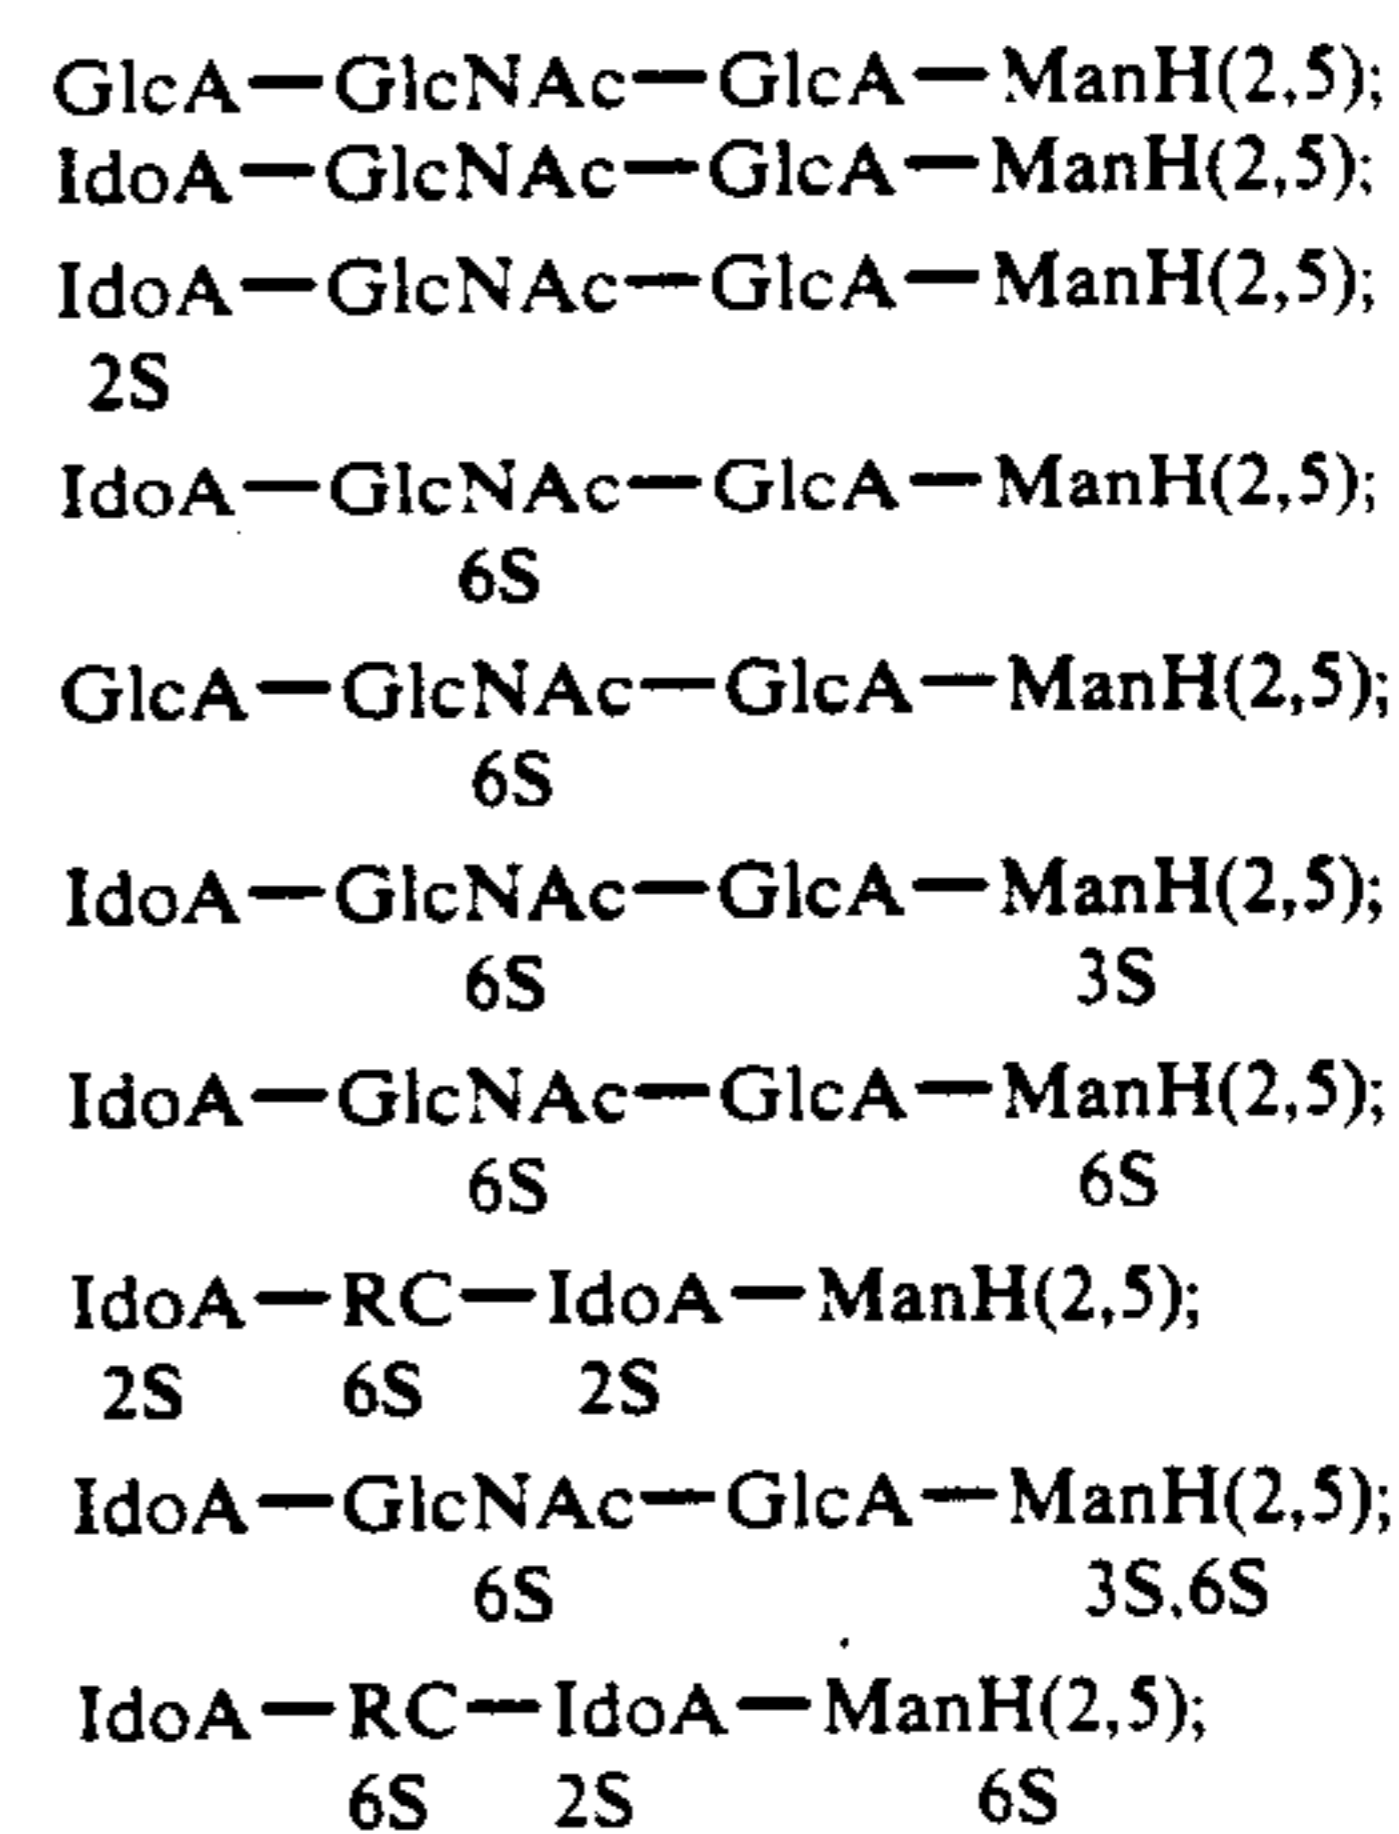 GlcA—GlcNAc—GlcA—ManH(2,5);
IdoA—GlcNAc—GlcA—ManH(2,5);
IdoA—GlcNAc—GlcA—ManH(2,5);
2S
IdoA—GlcNAc—GlcA—ManH(2,5);
6S
GlcA—GlcNAc—GlcA—ManH(2,5);
6S
IdoA—GlcNAc—GlcA—ManH(2,5);
6S 3S
IdoA—GlcNAc—GlcA—ManH(2,5);
6S 6S
IdoA—RC—IdoA—ManH(2,5);
2S 6S 2S
IdoA—GlcNAc—GlcA—ManH(2,5);
6S 3S,6S
IdoA—RC—IdoA—ManH(2,5);
6S 2S 6S